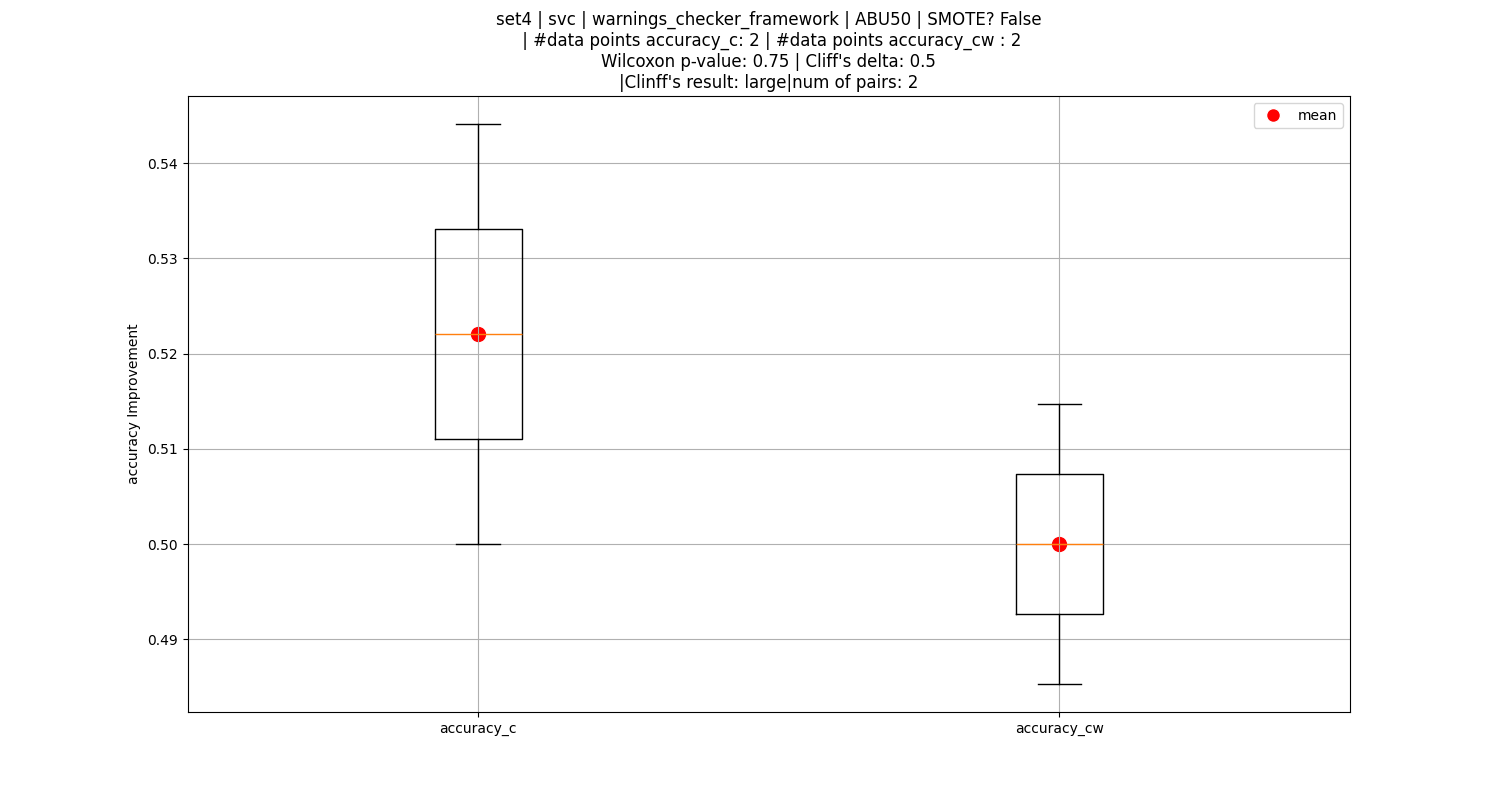 set4 | svc | warnings_checker_framework | ABU50 | SMOTE? False
| #data points accuracy_c: 2 | #data points accuracy_cw : 2
Wilcoxon p-value: 0.75 | Cliff's delta: 0.5
|Clinff's result: large|num of pairs: 2
mean
0.54
0.53
0.52
0.51
0.50
0.49
accuracy Improvement
accuracy_c
accuracy_cw